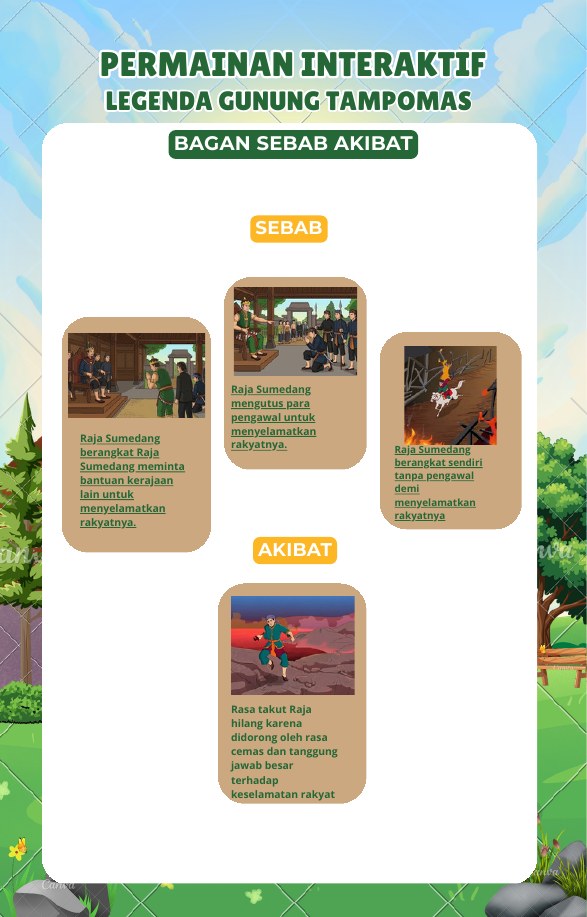 PERMAINAN INTERAKTIF
LEGENDA GUNUNG TAMPOMAS
BAGAN SEBAB AKIBAT
SEBAB
Raja Sumedang
berangkat Raja
Sumedang meminta
bantuan kerajaan
lain untuk
menyelamatkan
rakyatnya.
Raja Sumedang
mengutus para
pengawal untuk
menyelamatkan
rakyatnya.
Raja Sumedang
berangkat sendiri
tanpa pengawal
demi
menyelamatkan
rakyatnya
AKIBAT
Rasa takut Raja
hilang karena
didorong oleh rasa
cemas dan tanggung
jawab besar
terhadap
keselamatan rakyat
Canva